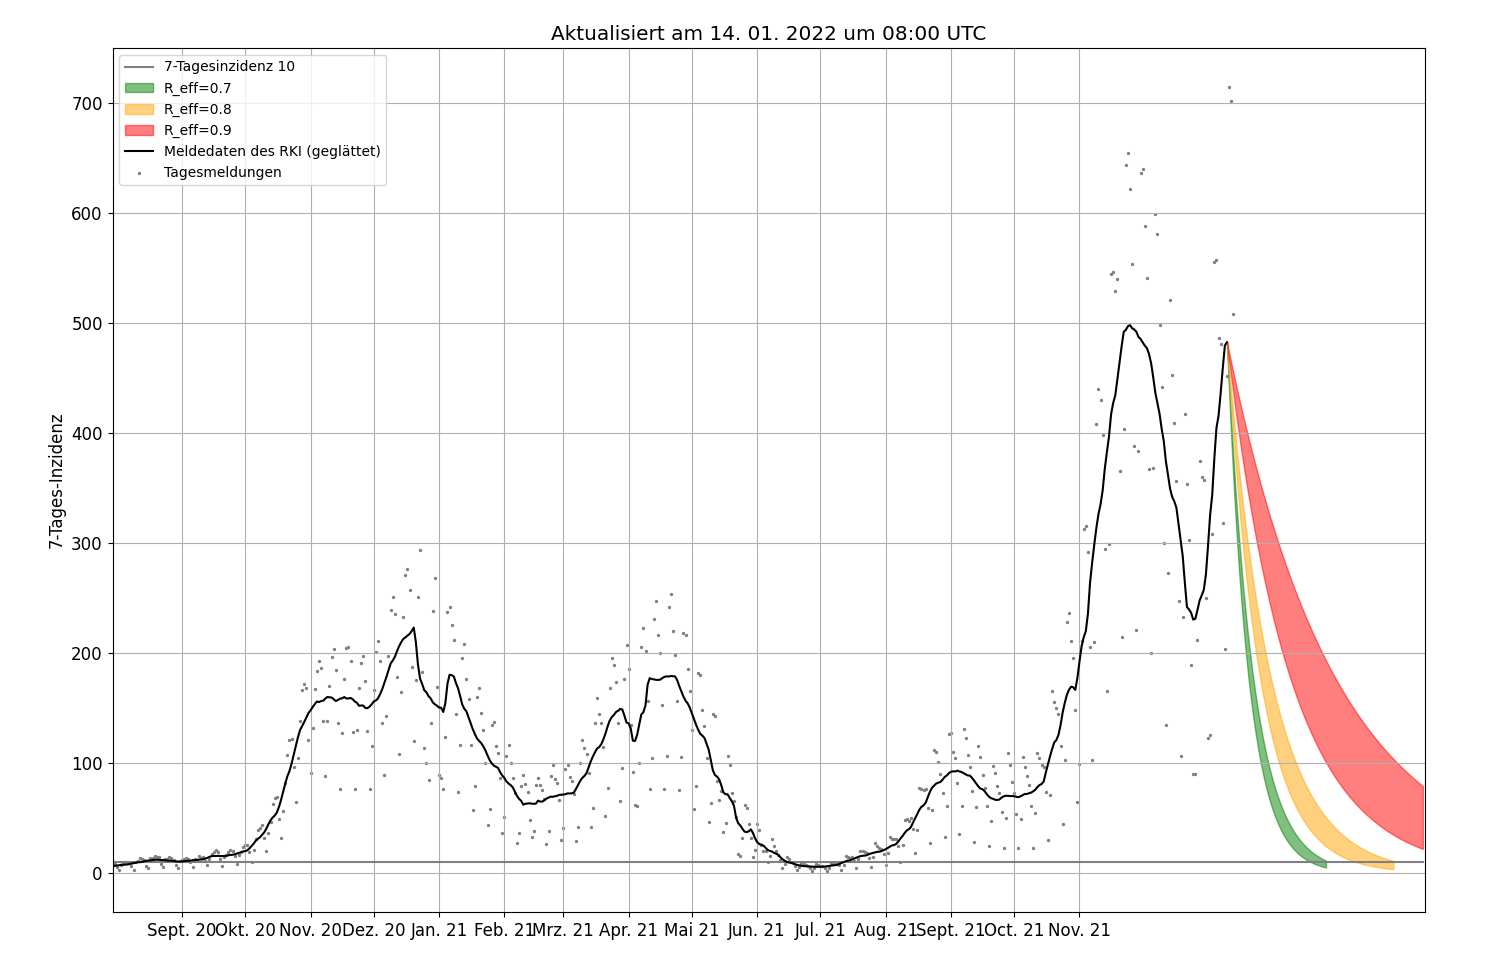 Aktualisiert am 14. 01. 2022 um 08:00 UTC
7-Tagesinzidenz 10
R_eff=0.7
R_eff=0.8
R_eff=0.9
Meldedaten des RKI (geglättet)
Tagesmeldungen
7-Tages-Inzidenz
700
600
500
400
300
200
100
0
Sept. 20 Okt. 20 Nov. 20 Dez. 20 Jan. 21 Feb. 21 Mrz. 21 Apr. 21 Mai 21 Jun. 21 Jul. 21 Aug. 21 Sept. 21 Oct. 21 Nov. 21